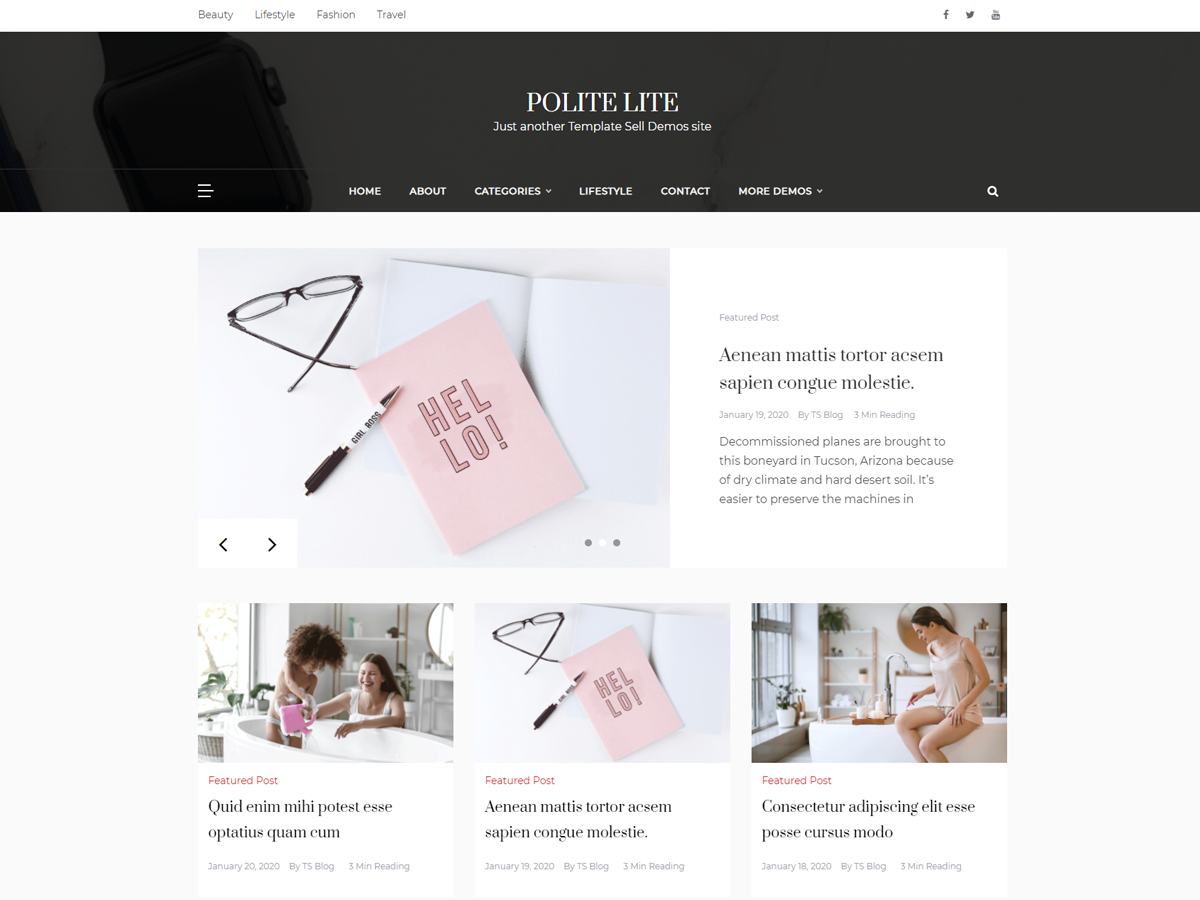 Beauty Lifestyle Fashion Travel
POLITE LITE
Just another Template Sell Demos site
HOME ABOUT CATEGORIES LIFESTYLE CONTACT MORE DEMOS
HEL
LO!
GIRL BOSS
Featured Post
Aenean mattis tortor acsem
sapien congue molestie.
January 19, 2020 By TS Blog 3 Min Reading
Decommissioned planes are brought to
this boneyard in Tucson, Arizona because
of dry climate and hard desert soil. It's
easier to preserve the machines in
HEL
LO!
Featured Post
Quid enim mihi potest esse
optatius quam cum
January 20, 2020 By TS Blog 3 Min Reading
Featured Post
Aenean mattis tortor acsem
sapien congue molestie.
January 19, 2020 By TS Blog 3 Min Reading
Featured Post
Consectetur adipiscing elit esse
posse cursus modo
January 18, 2020 By TS Blog 3 Min Reading